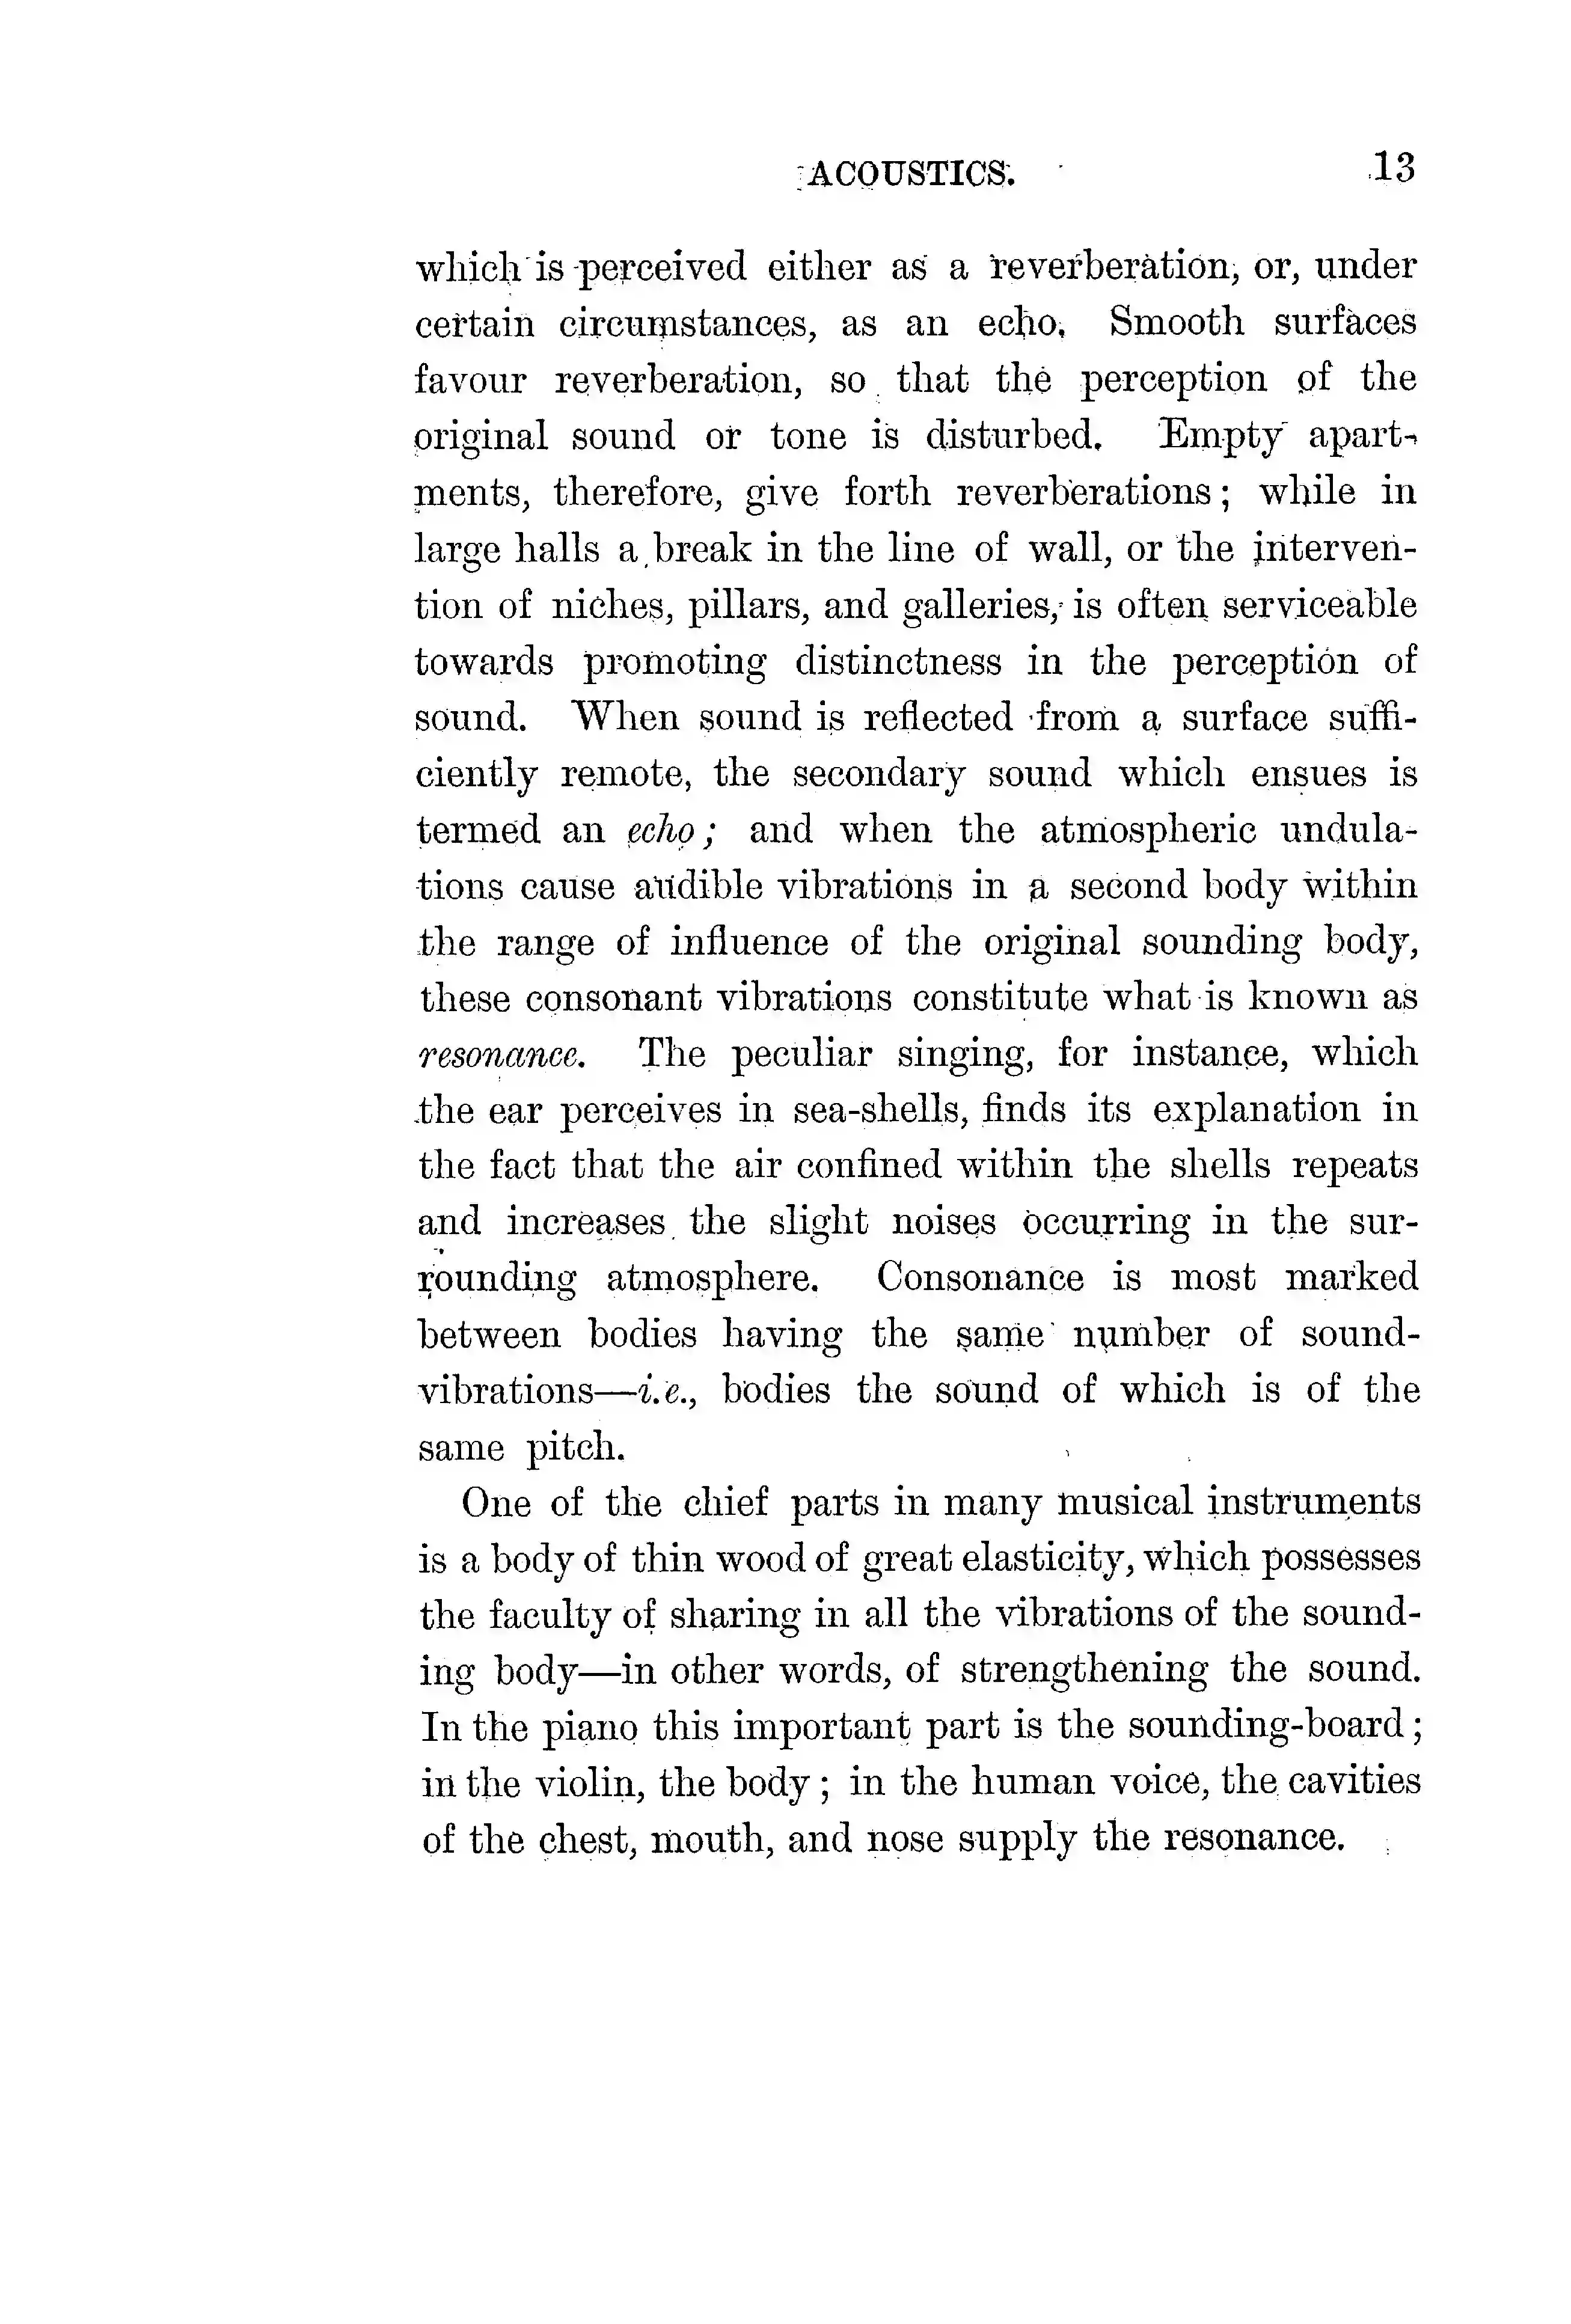 ACOUSTICS. 13
which is perceived either as a reverberation, or, under
certain circumstances, as an echo. Smooth surfaces
favour reverberation, so that the perception of the
original sound or tone is disturbed. Empty apart-
ments, therefore, give forth reverberations; while in
large halls a break in the line of wall, or the interven-
tion of niches, pillars, and galleries, is often serviceable
towards promoting distinctness in the perception of
sound. When sound is reflected from a surface suffi-
ciently remote, the secondary sound which ensues is
termed an echo; and when the atmospheric undula-
tions cause audible vibrations in a second body within
the range of influence of the original sounding body,
these consonant vibrations constitute what is known as
resonance. The peculiar singing, for instance, which
the ear perceives in sea-shells, finds its explanation in
the fact that the air confined within the shells repeats
and increases the slight noises occurring in the sur-
rounding atmosphere. Consonance is most marked
between bodies having the same number of sound-
vibrations—i.e., bodies the sound of which is of the
same pitch.
One of the chief parts in many musical instruments
is a body of thin wood of great elasticity, which possesses
the faculty of sharing in all the vibrations of the sound-
ing body—in other words, of strengthening the sound.
In the piano this important part is the sounding-board;
in the violin, the body; in the human voice, the cavities
of the chest, mouth, and nose supply the resonance.